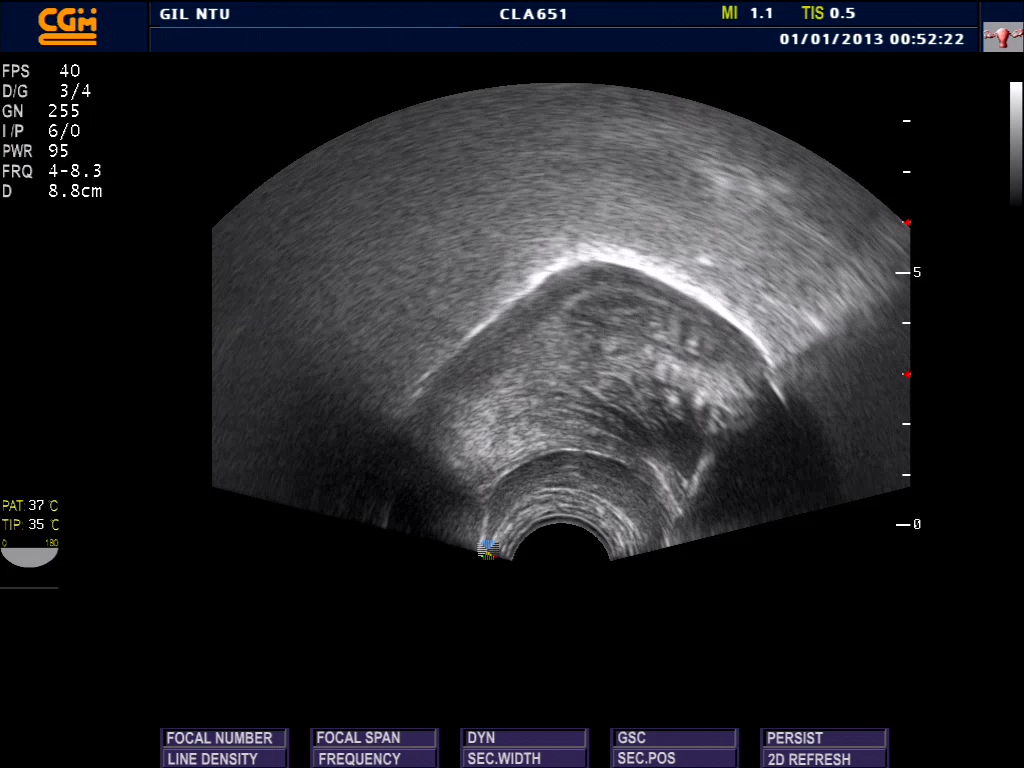 CGM
GIL NTU CLA651 MI 1.1 TIS 0.5
01/01/2013 00:52:22
FPS 40
D/G 3/4
GN 255
I/P 6/0
PWR 95
FRQ 4-8.3
D 8.8cm
5
PAT: 37 °C
TIP: 35 °C
0 180
0
FOCAL NUMBER FOCAL SPAN DYN GSC PERSIST
LINE DENSITY FREQUENCY SEC.WIDTH SEC.POS 2D REFRESH